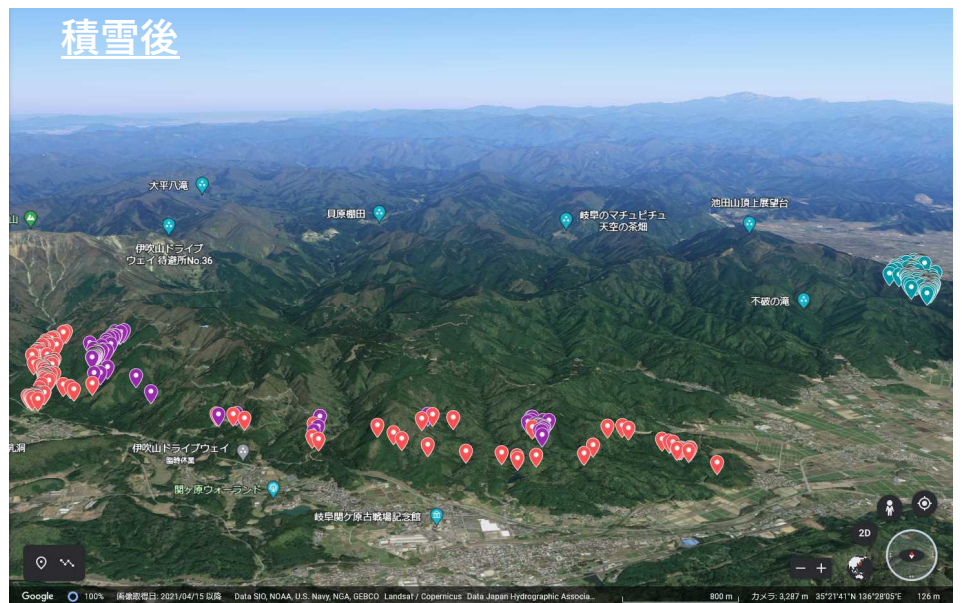 積雪後
大平八滝
貝原棚田
岐阜のマチュピチュ
天空の茶畑
池田山頂上展望台
山
伊吹山ドライブ
ウェイ 待避所No.36
不破の滝
伊吹山ドライブウェイ
臨時休業
関ヶ原ウォーランド
岐阜関ケ原古戦場記念館
2D
Google 100% 画像取得日: 2021/04/15 以降 Data SIO, NOAA, U.S. Navy, NGA, GEBCO Landsat / Copernicus Data Japan Hydrographic Associa... 800 m カメラ: 3,287 m 35°21'41"N 136°28'05"E 126 m